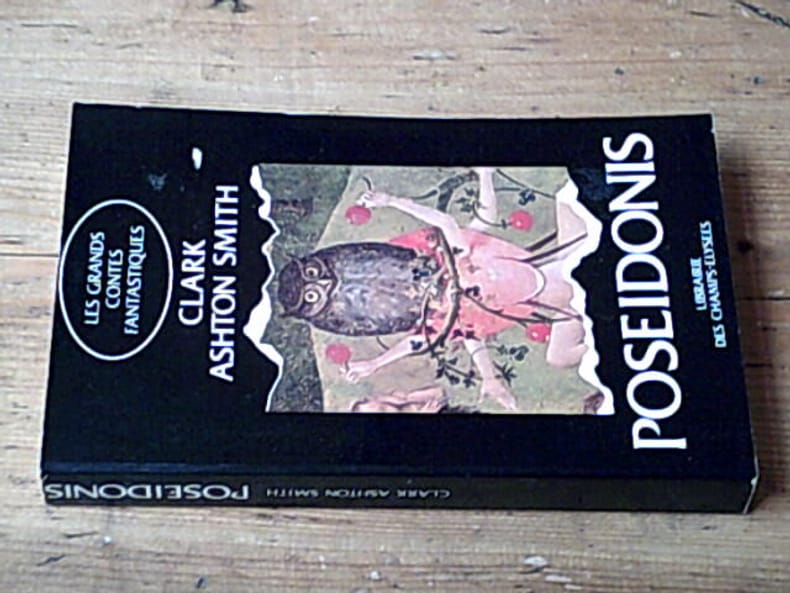 LES GRANDS
CONTES
FANTASTIQUES
CLARK
ASHTON SMITH
POSEIDONIS
LIBRAIRIE
DES CHAMPS-ELYSEES
CLARK ASHTON SMITH POSEIDONIS